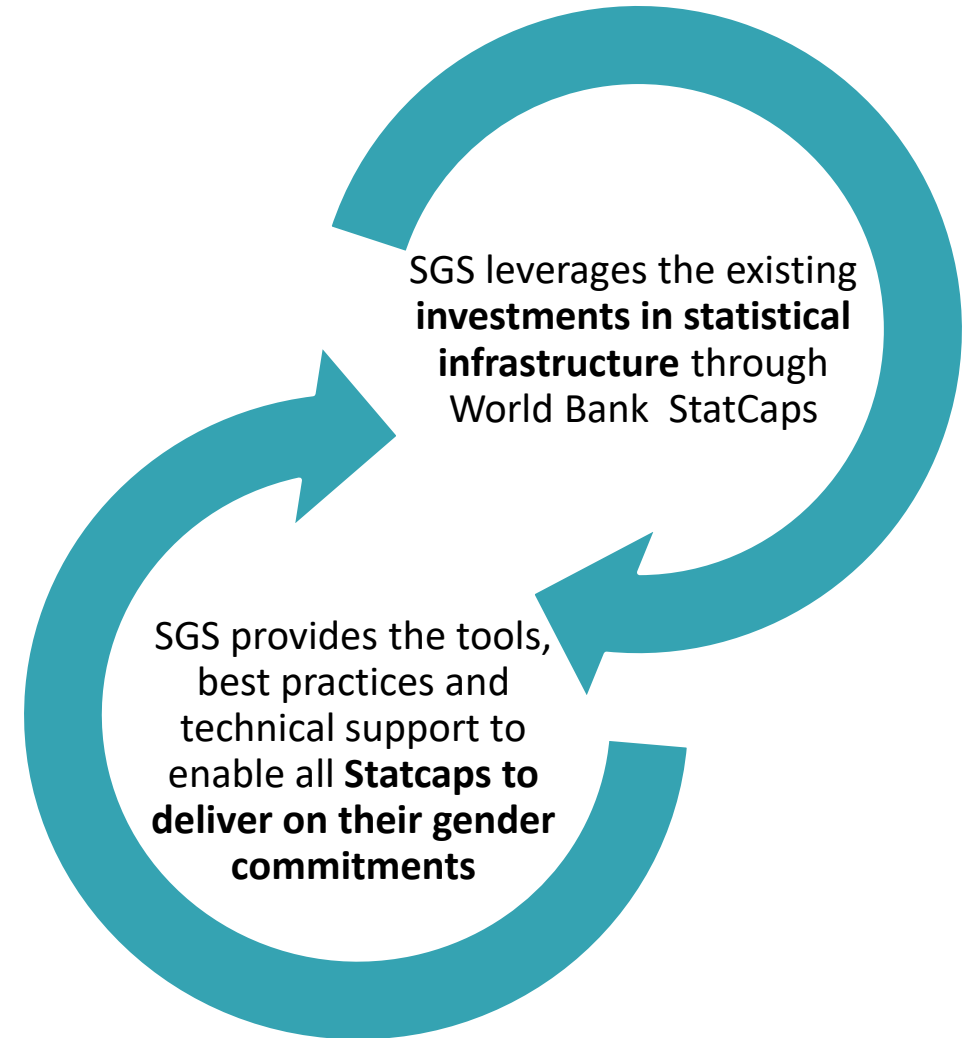 SGS leverages the existing
investments in statistical
infrastructure through
World Bank  StatCaps
SGS provides the tools,
best practices and
technical support to
enable all Statcaps to
deliver on their gender
commitments